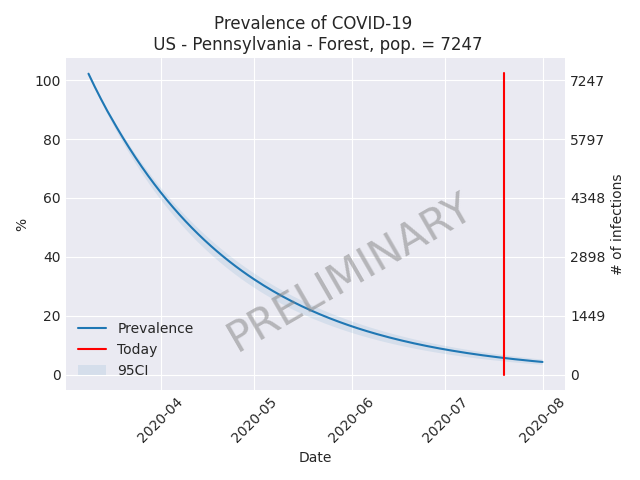 Prevalence of COVID-19
US - Pennsylvania - Forest, pop. = 7247
100
80
60
40
20
0
%
7247
5797
4348
2898
1449
0
# of infections
PRELIMINARY
Prevalence
Today
95CI
2020-04
2020-05
2020-06
2020-07
2020-08
Date